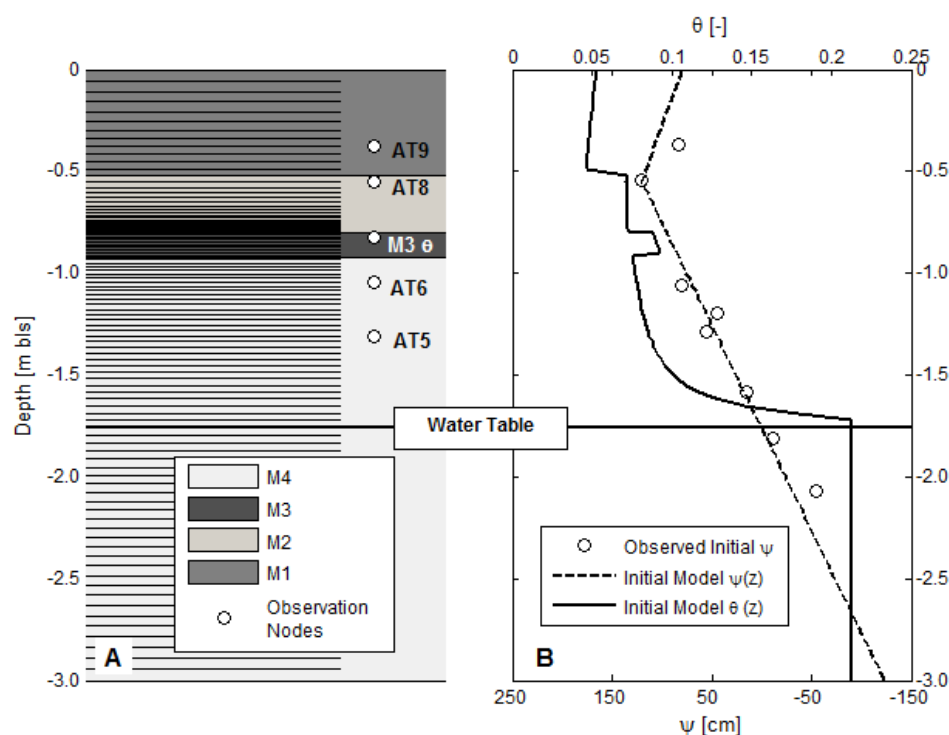 θ [-]
0 0.05 0.1 0.15 0.2 0.25
0
-0.5
-1.0
-1.5
-2.0
-2.5
-3.0
Depth [m bls]
AT9
AT8
M3 θ
AT6
AT5
Water Table
M4
M3
M2
M1
Observation
Nodes
A
0
-0.5
-1.0
-1.5
-2.0
-2.5
-3.0
Observed Initial ψ
Initial Model ψ(z)
Initial Model θ (z)
B
250 150 50 -50 -150
ψ [cm]